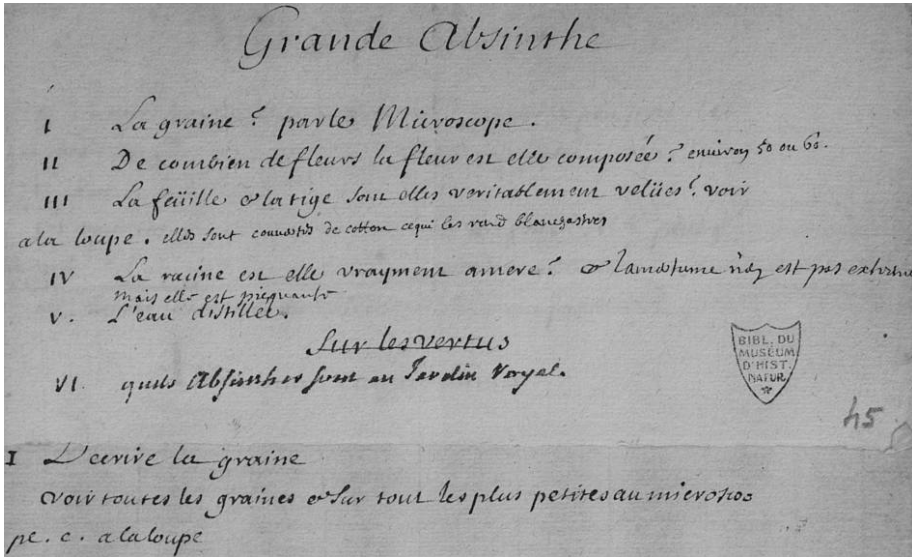 Grande Absinthe
I La graine? par le Microscope.
II De combien de fleurs la fleur est elle composée? environ 50 ou 60.
III La feüille & la tige sont elles veritablement velües? voir
a la loupe. elles sont couvertes de cotton ce qui les rand blanchastres
IV La racine est elle vrayment amere? & l'amertume n'en est pas extreme
mais elle est picquante
V. L'eau distillée.
Sur les vertus
VI. quels Absinthes sont au Jardin Royal.
BIBL. DU
MUSÉUM
D'HIST.
NATUR.
45
I Decrire la graine
voir toutes les graines & sur tout les plus petites au microsco
pe. c. a la loupe